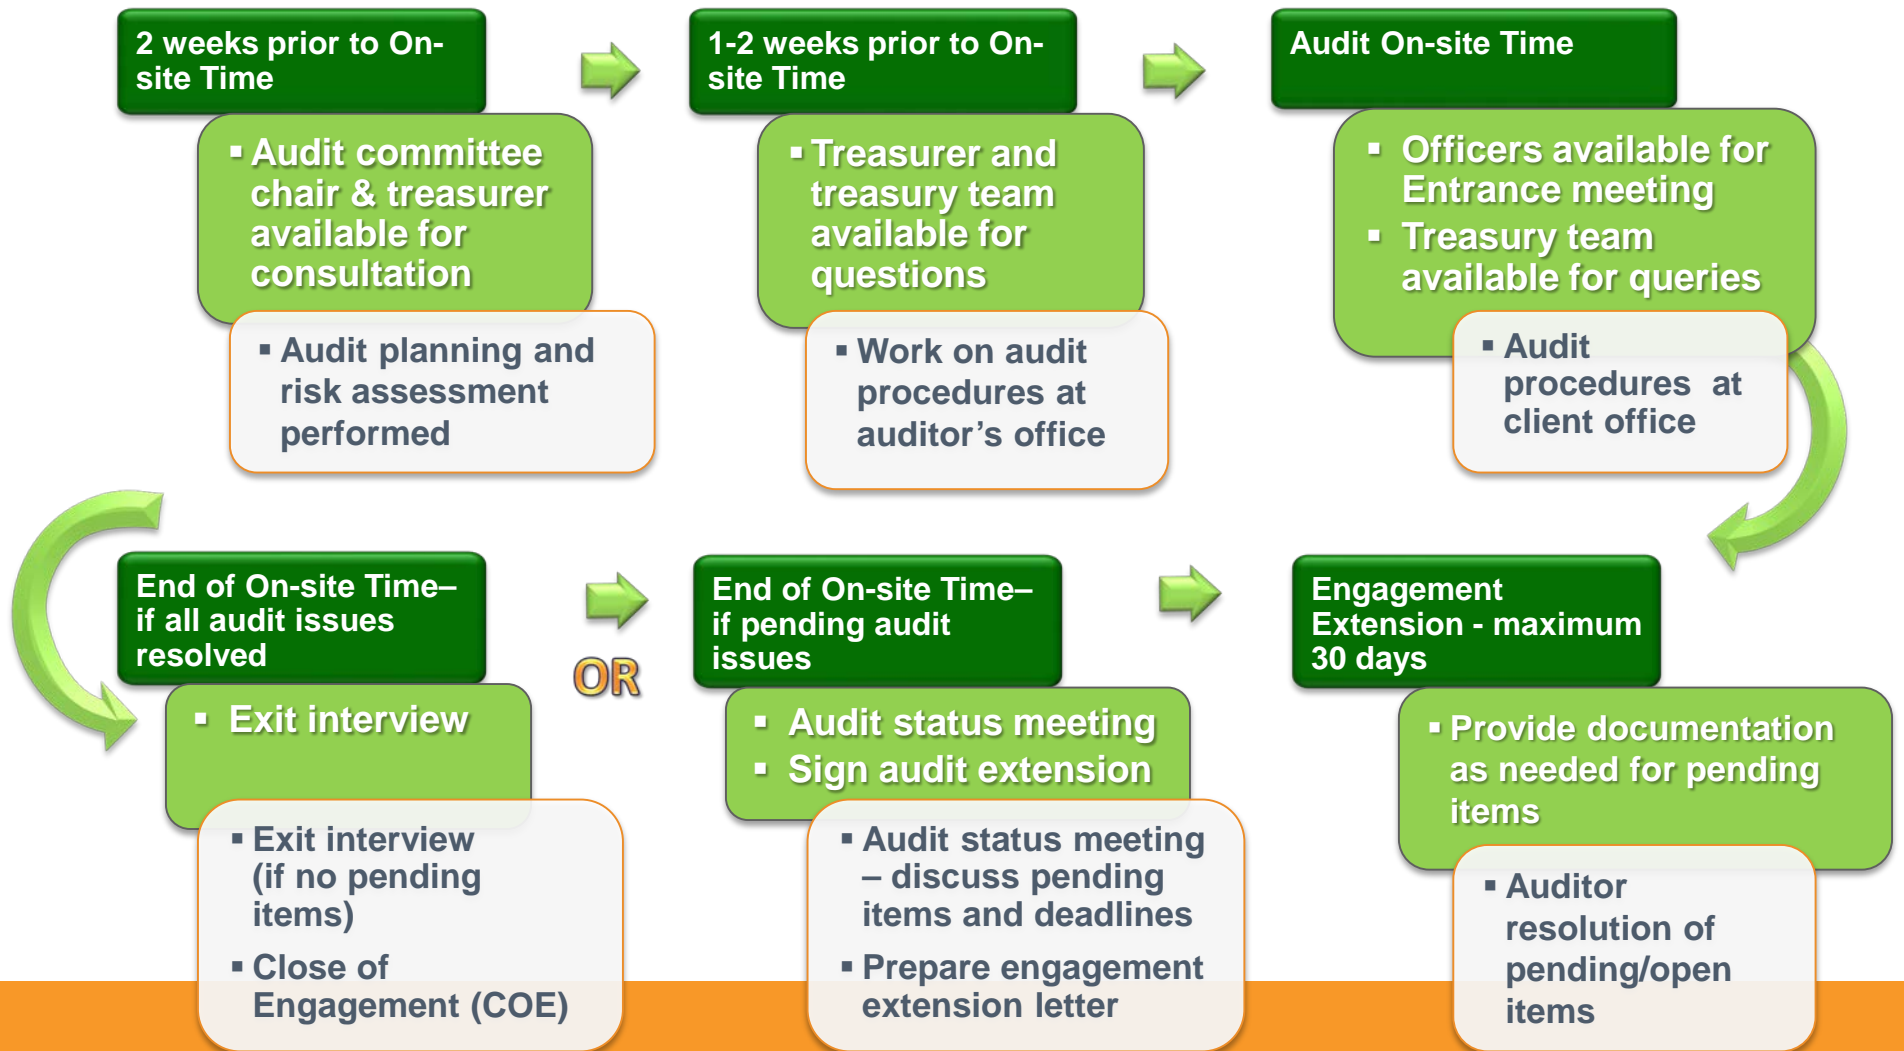 2 weeks prior to On-
site Time
▪ Audit committee
chair & treasurer
available for
consultation
▪ Audit planning and
risk assessment
performed
1-2 weeks prior to On-
site Time
▪ Treasurer and
treasury team
available for
questions
▪ Work on audit
procedures at
auditor’s office
Audit On-site Time
▪ Officers available for
Entrance meeting
▪ Treasury team
available for queries
▪ Audit
procedures at
client office
End of On-site Time–
if all audit issues
resolved
▪ Exit interview
▪ Exit interview
(if no pending
items)
▪ Close of
Engagement (COE)
OR
End of On-site Time–
if pending audit
issues
▪ Audit status meeting
▪ Sign audit extension
▪ Audit status meeting
– discuss pending
items and deadlines
▪ Prepare engagement
extension letter
Engagement
Extension - maximum
30 days
▪ Provide documentation
as needed for pending
items
▪ Auditor
resolution of
pending/open
items